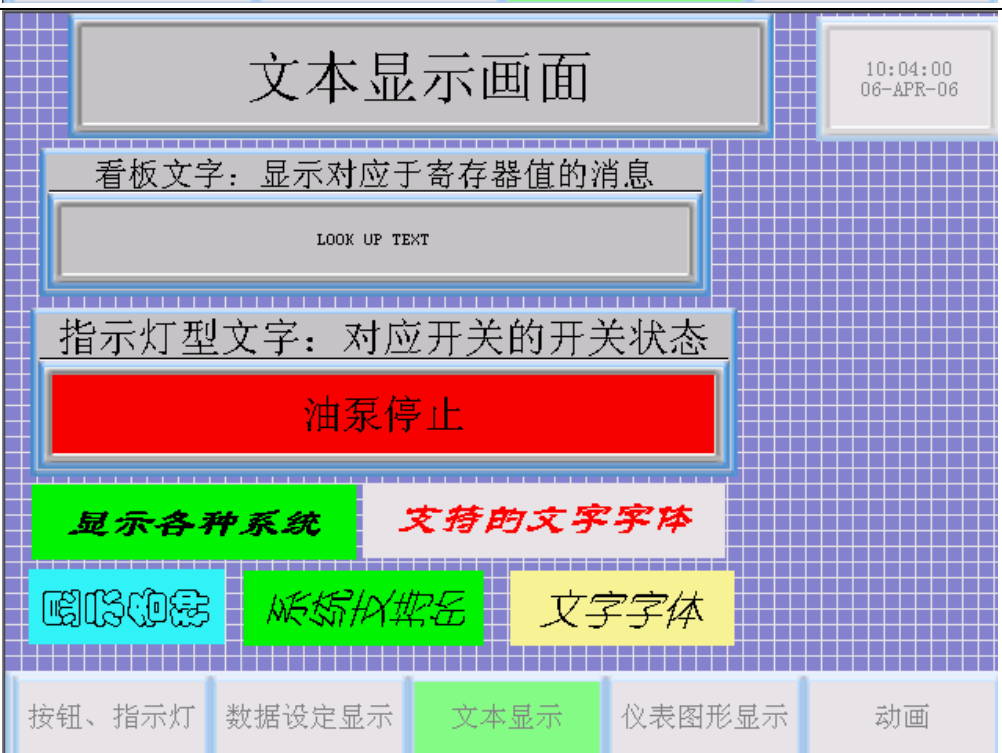 文本显示画面
10:04:00
06-APR-06
看板文字：显示对应于寄存器值的消息
LOOK UP TEXT
指示灯型文字：对应开关的开关状态
油泵停止
显示各种系统
支持的文字字体
文字字体
按钮、指示灯
数据设定显示
文本显示
仪表图形显示
动画